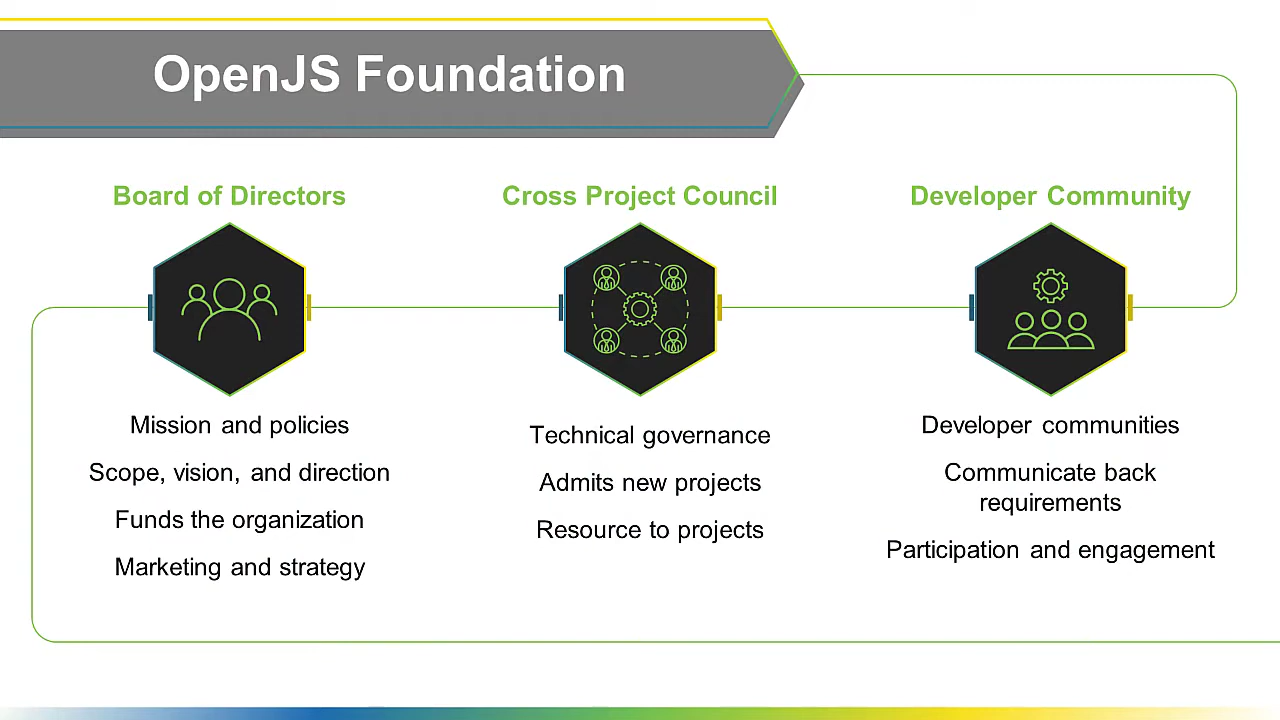 OpenJS Foundation
Board of Directors
Mission and policies
Scope, vision, and direction
Funds the organization
Marketing and strategy
Cross Project Council
Technical governance
Admits new projects
Resource to projects
Developer Community
Developer communities
Communicate back
requirements
Participation and engagement